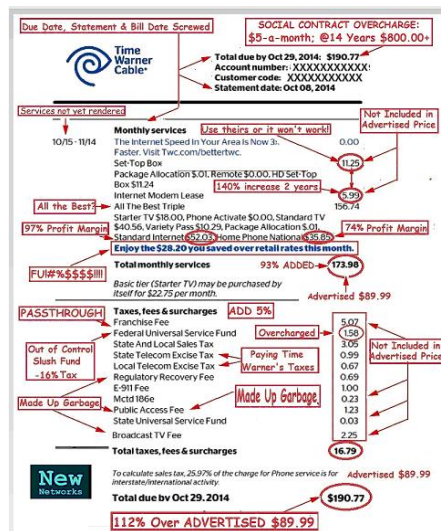 Due Date, Statement & Bill Date Screwed
SOCIAL CONTRACT OVERCHARGE:
$5-a-month; @14 Years $800.00+
Time
Warner
Cable®
Total due by Oct 29, 2014: $190.77
Account number: XXXXXXXXXXX
Customer code: XXXXXXXXXXX
Statement date: Oct 08, 2014
Services not yet rendered
10/15 - 11/14
Monthly services
Use theirs or it won't work!
Not Included in
Advertised Price
The Internet Speed In Your Area Is Now 3x 0.00
Faster. Visit Twc.com/bettertwc.
Set-Top Box 11.25
Package Allocation $.01, Remote $0.00, HD Set-Top
Box $11.24
140% increase 2 years
Internet Modem Lease 5.99
All the Best?
All The Best Triple 156.74
Starter TV $18.00, Phone Activate $0.00, Standard TV
$40.56, Variety Pass $10.29, Package Allocation $.01,
97% Profit Margin
74% Profit Margin
Standard Internet $52.03, Home Phone National $35.85
Enjoy the $28.20 you saved over retail rates this month.
FU!#%$$$$!!!!
Total monthly services 93% ADDED 173.98
Basic tier (Starter TV) may be purchased by
itself for $22.75 per month.
Advertised $89.99
PASSTHROUGH
Taxes, fees & surcharges ADD 5%
Franchise Fee 5.07
Federal Universal Service Fund Overcharged 1.58
Out of Control
Slush Fund
-16% Tax
State And Local Sales Tax 3.05
State Telecom Excise Tax 0.99
Local Telecom Excise Tax 0.67
Paying Time
Warner's Taxes
Not Included in
Advertised Price
Regulatory Recovery Fee 0.69
E-911 Fee 1.00
Mctd 186e 0.23
Made Up Garbage
Made Up Garbage,
Public Access Fee 1.23
State Universal Service Fund 0.03
Broadcast TV Fee 2.25
Total taxes, fees & surcharges 16.79
New
Networks
To calculate sales tax, 25.97% of the charge for Phone service is for
interstate/international activity.
Advertised $89.99
Total due by Oct 29, 2014 $190.77
112% Over ADVERTISED $89.99